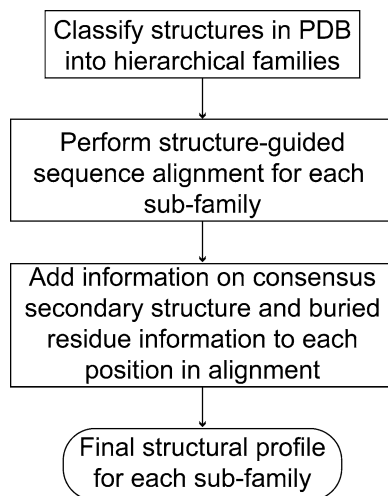 Classify structures in PDB
into hierarchical families
Perform structure-guided
sequence alignment for each
sub-family
Add information on consensus
secondary structure and buried
residue information to each
position in alignment
Final structural profile
for each sub-family